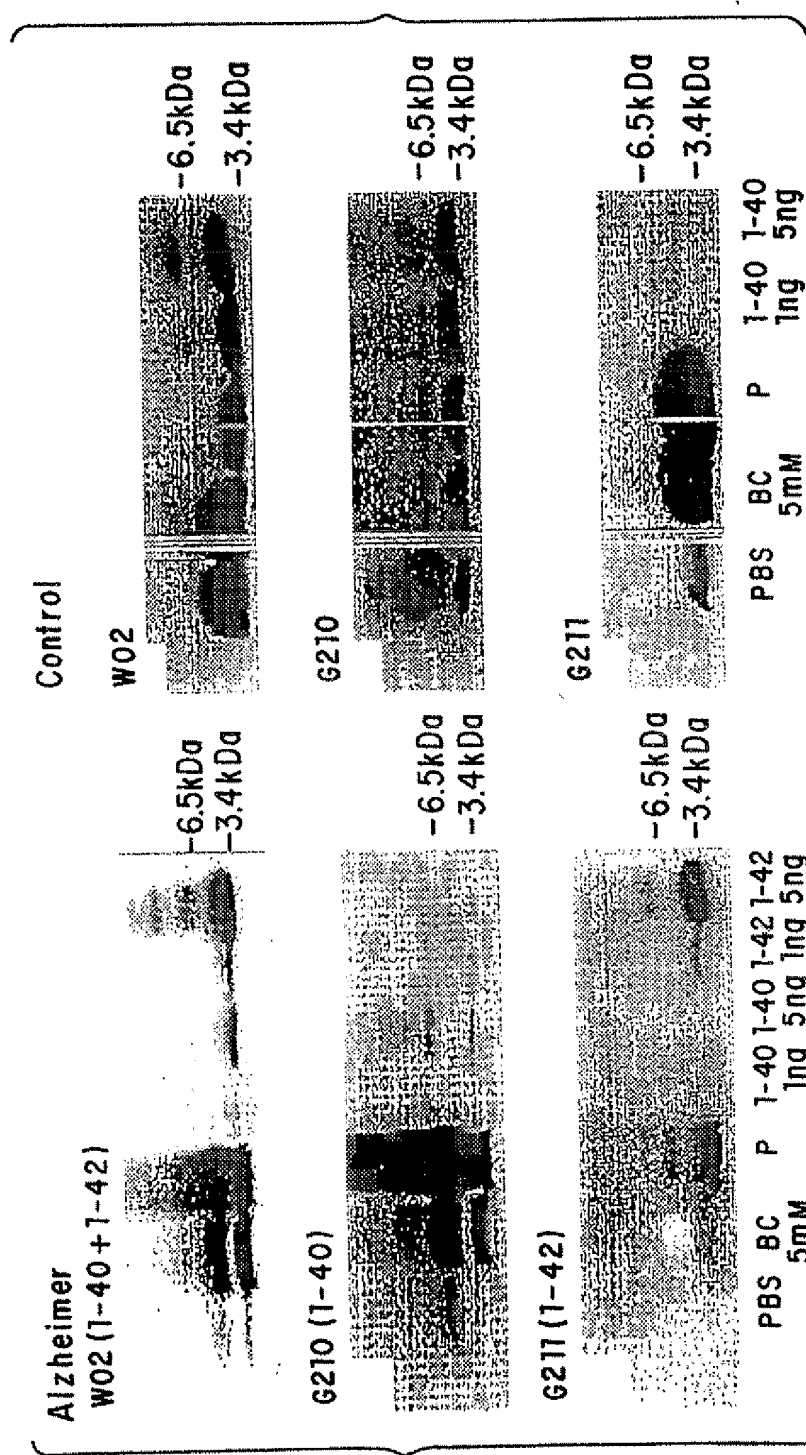 Alzheimer
W02 (1-40 + 1-42)
-6.5kDa
-3.4kDa
G210 (1-40)
-6.5kDa
-3.4kDa
G211 (1-42)
-6.5kDa
-3.4kDa
PBS BC P 1-40 1-40 1-42 1-42
5mM 1ng 5ng 1ng 5ng
Control
W02
-6.5kDa
-3.4kDa
G210
-6.5kDa
-3.4kDa
G211
-6.5kDa
-3.4kDa
PBS BC P 1-40 1-40
5mM 1ng 5ng